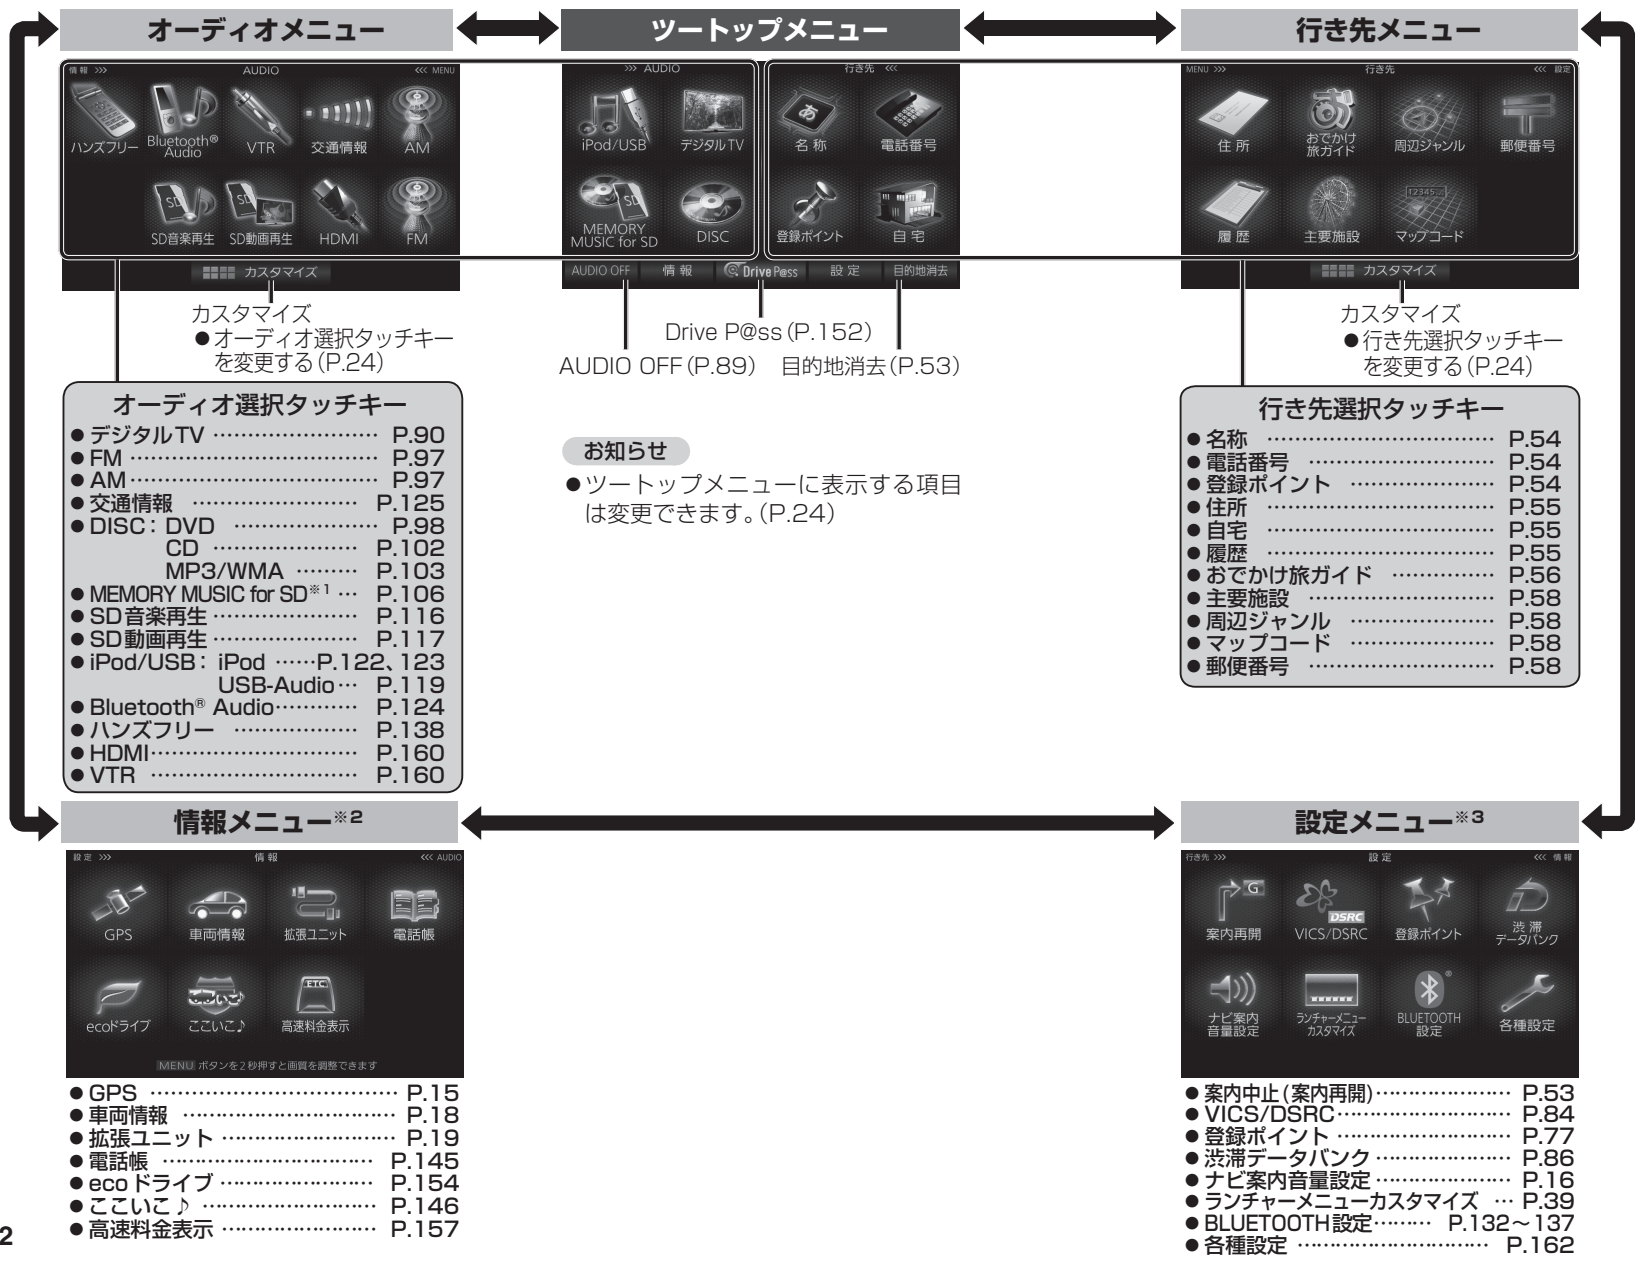 オーディオメニュー
ツートップメニュー
行き先メニュー
情報 >>> AUDIO <<< MENU
ハンズフリー
Bluetooth®
Audio
VTR
交通情報
AM
SD音楽再生
SD動画再生
HDMI
FM
カスタマイズ
>>> AUDIO 行き先 <<<
iPod/USB
デジタルTV
名称
電話番号
MEMORY
MUSIC for SD
DISC
登録ポイント
自宅
AUDIO OFF 情報 Drive P@ss 設定 目的地消去
MENU >>> 行き先 <<< 設定
住所
おでかけ
旅ガイド
周辺ジャンル
郵便番号
履歴
主要施設
マップコード
カスタマイズ
カスタマイズ
●オーディオ選択タッチキー
を変更する(P.24)
Drive P@ss(P.152)
AUDIO OFF(P.89) 目的地消去(P.53)
カスタマイズ
●行き先選択タッチキー
を変更する(P.24)
オーディオ選択タッチキー
●デジタルTV …………………… P.90
●FM ……………………………… P.97
●AM ……………………………… P.97
●交通情報 …………………… P.125
●DISC: DVD ………………… P.98
CD ………………… P.102
MP3/WMA ……… P.103
●MEMORY MUSIC for SD※1 … P.106
●SD音楽再生 ………………… P.116
●SD動画再生 ………………… P.117
●iPod/USB: iPod ……P.122、123
USB-Audio … P.119
●Bluetooth® Audio ………… P.124
●ハンズフリー ……………… P.138
●HDMI ………………………… P.160
●VTR ………………………… P.160
お知らせ
●ツートップメニューに表示する項目
は変更できます。(P.24)
行き先選択タッチキー
●名称 …………………………… P.54
●電話番号 ……………………… P.54
●登録ポイント ………………… P.54
●住所 …………………………… P.55
●自宅 …………………………… P.55
●履歴 …………………………… P.55
●おでかけ旅ガイド …………… P.56
●主要施設 ……………………… P.58
●周辺ジャンル ………………… P.58
●マップコード ………………… P.58
●郵便番号 ……………………… P.58
情報メニュー※2
設定メニュー※3
設定 >>> 情報 <<< AUDIO
GPS
車両情報
拡張ユニット
電話帳
ecoドライブ
ここいこ♪
ETC
高速料金表示
MENU ボタンを2秒押すと画質を調整できます
行き先 >>> 設定 <<< 情報
G
案内再開
DSRC
VICS/DSRC
登録ポイント
渋滞
データバンク
ナビ案内
音量設定
ランチャーメニュー
カスタマイズ
BLUETOOTH
設定
各種設定
●GPS ……………………………… P.15
●車両情報 ………………………… P.18
●拡張ユニット …………………… P.19
●電話帳 ………………………… P.145
●ecoドライブ ………………… P.154
●ここいこ♪ …………………… P.146
●高速料金表示 ………………… P.157
●案内中止(案内再開) ……………… P.53
●VICS/DSRC …………………… P.84
●登録ポイント …………………… P.77
●渋滞データバンク ……………… P.86
●ナビ案内音量設定 ……………… P.16
●ランチャーメニューカスタマイズ … P.39
●BLUETOOTH設定 ……… P.132～137
●各種設定 ……………………… P.162
2